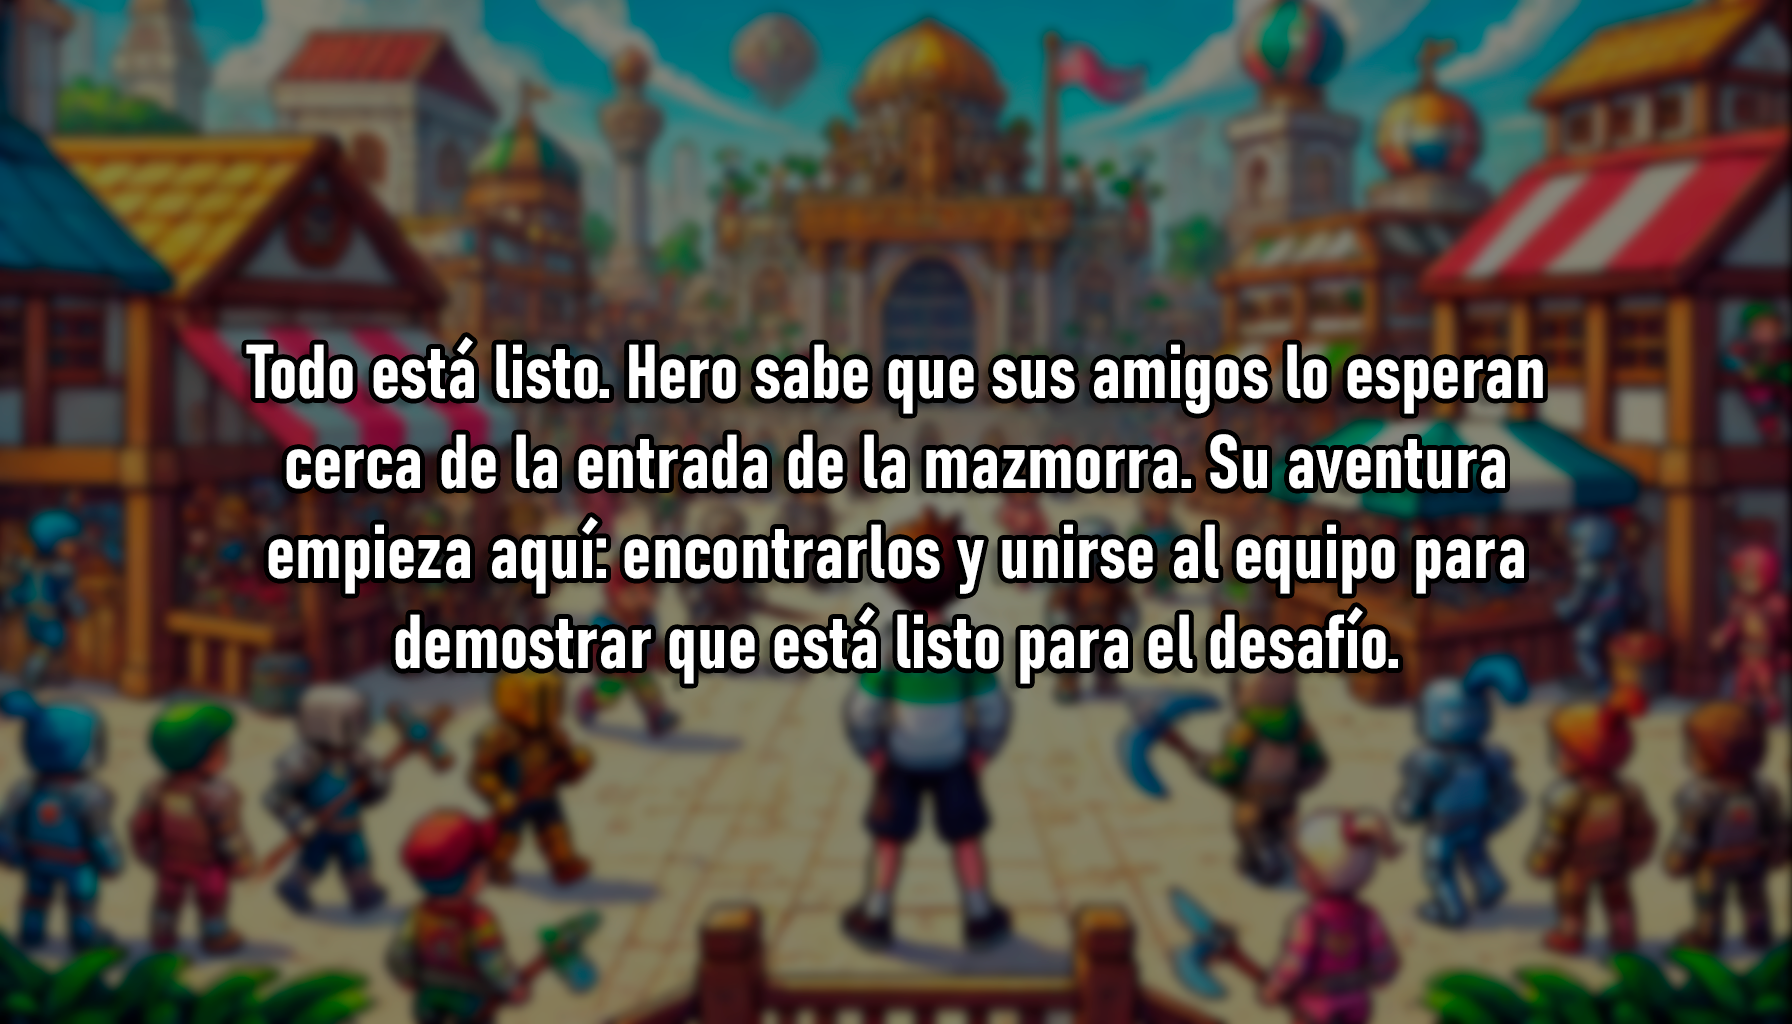 Todo está listo. Hero sabe que sus amigos lo esperan
cerca de la entrada de la mazmorra. Su aventura
empieza aquí: encontrarlos y unirse al equipo para
demostrar que está listo para el desafío.